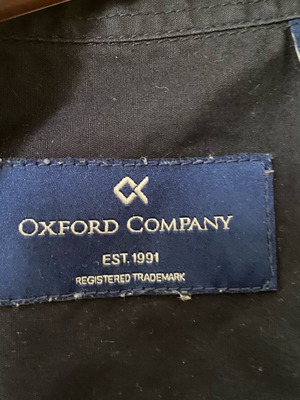 OXFORD COMPANY
EST. 1991
REGISTERED TRADEMARK